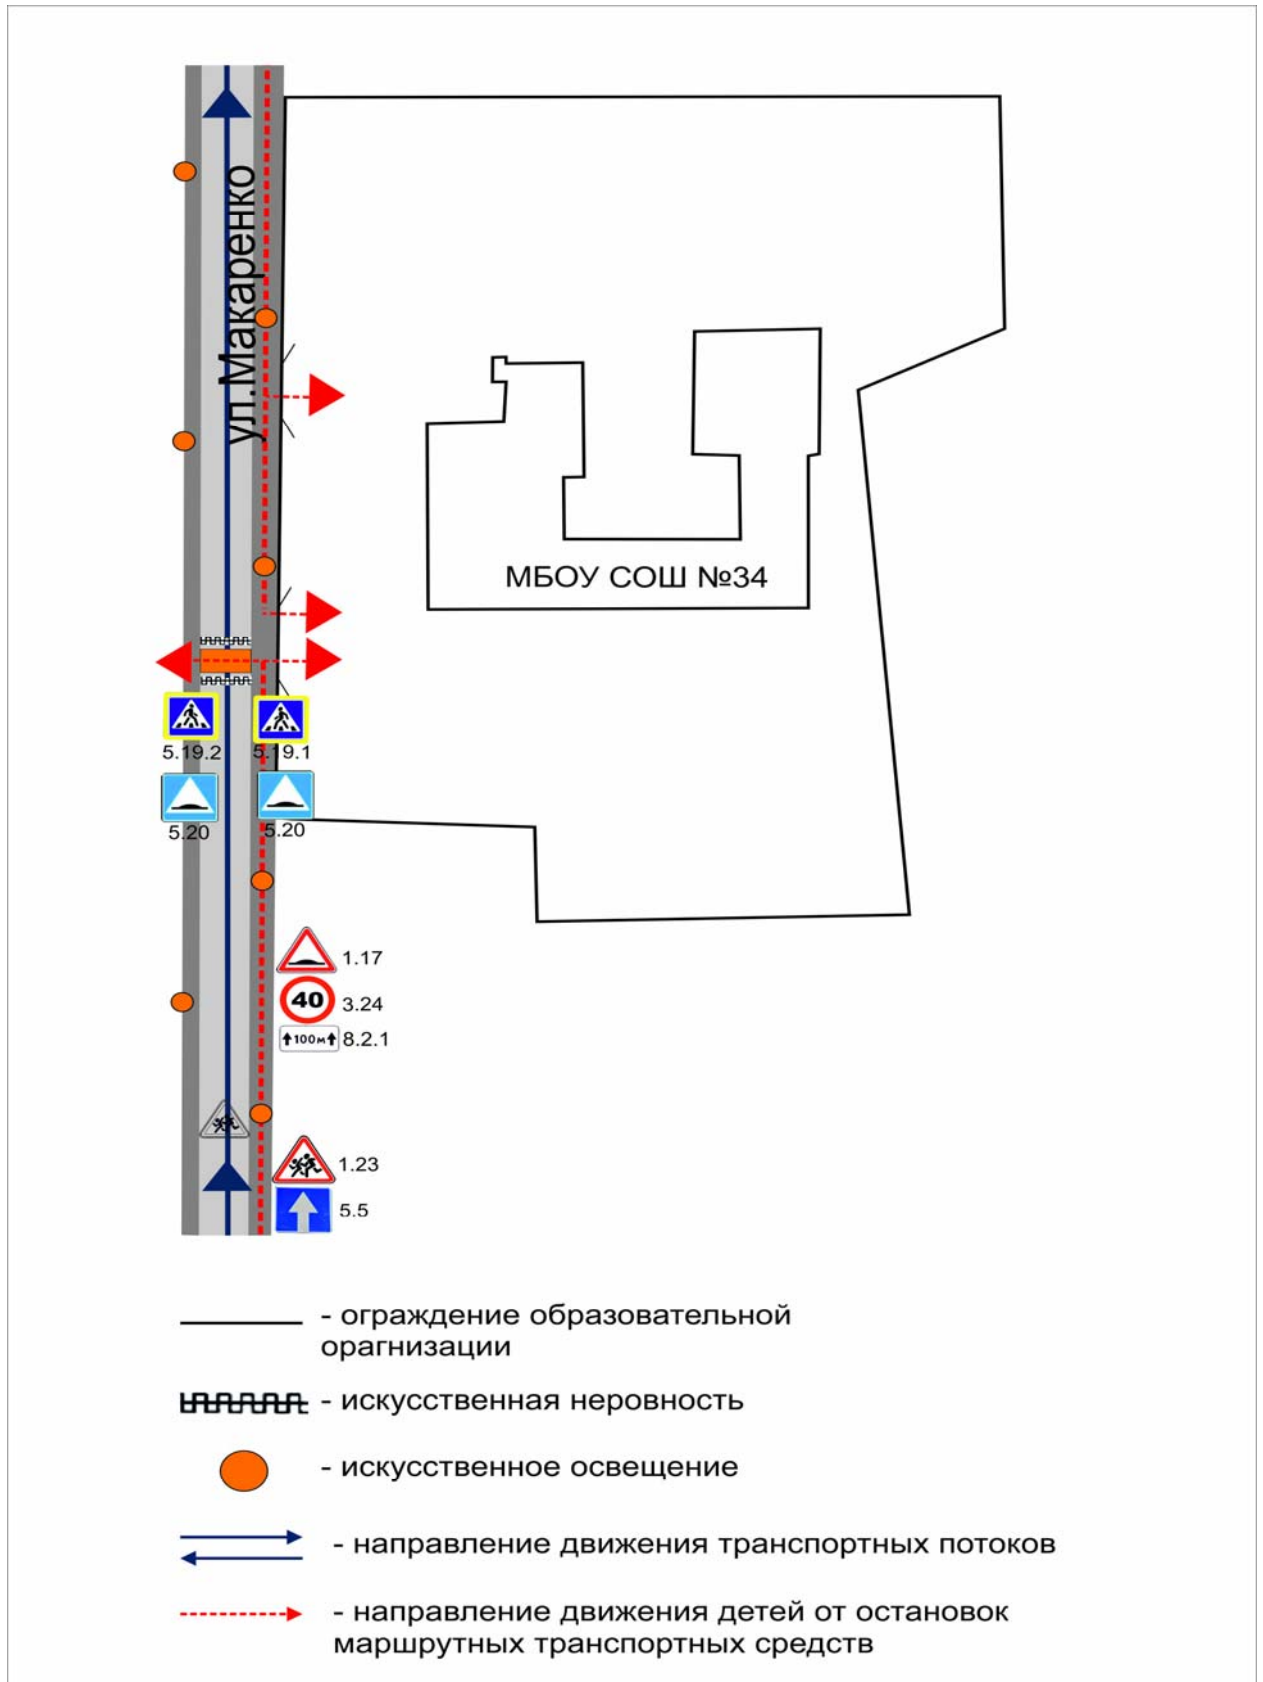 ул.Макаренко
МБОУ СОШ №34
5.19.2
5.19.1
5.20
5.20
1.17
40
3.24
100м
8.2.1
1.23
5.5
- ограждение образовательной
орагнизации
- искусственная неровность
- искусственное освещение
- направление движения транспортных потоков
- направление движения детей от остановок
маршрутных транспортных средств